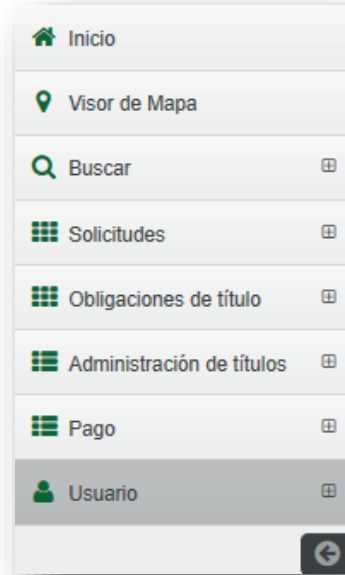 Inicio
Visor de Mapa
Buscar
Solicitudes
Obligaciones de título
Administración de títulos
Pago
Usuario